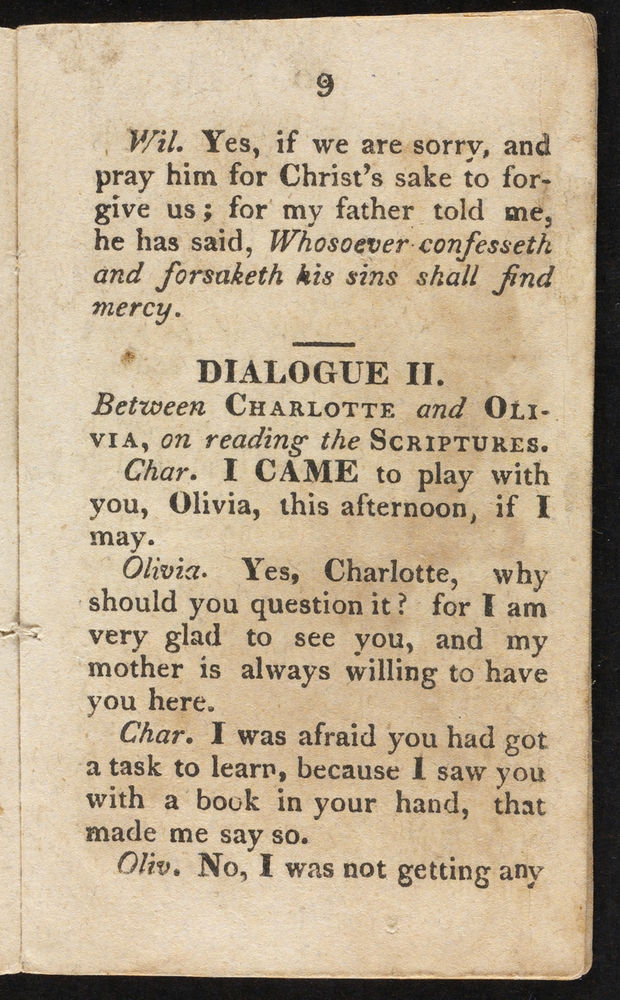 9
Wil. Yes, if we are sorry, and
pray him for Christ's sake to for-
give us; for my father told me,
he has said, Whosoever confesseth
and forsaketh his sins shall find
mercy.
DIALOGUE II.
Between CHARLOTTE and OLI-
VIA, on reading the SCRIPTURES.
Char. I CAME to play with
you, Olivia, this afternoon, if I
may.
Olivia. Yes, Charlotte, why
should you question it? for I am
very glad to see you, and my
mother is always willing to have
you here.
Char. I was afraid you had got
a task to learn, because I saw you
with a book in your hand, that
made me say so.
Oliv. No, I was not getting any